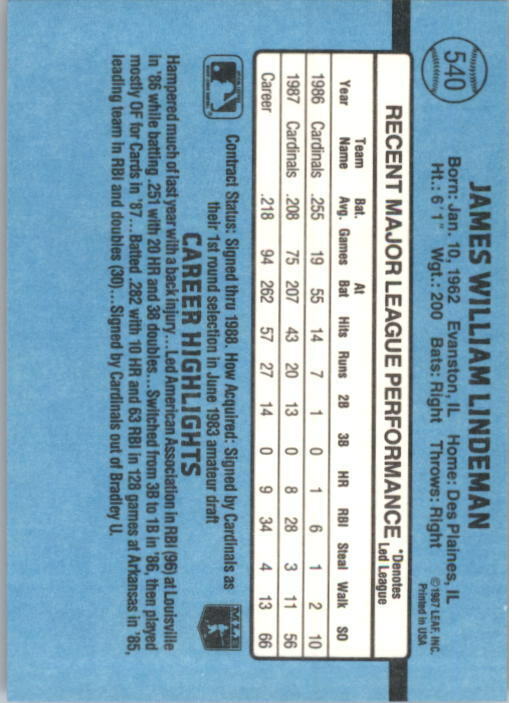 540
JAMES WILLIAM LINDEMAN
Born: Jan. 10, 1962 Evanston, IL Home: Des Plaines, IL
Ht.: 6'1" Wgt.: 200 Bats: Right Throws: Right
©1987 LEAF, INC.
Printed in USA
RECENT MAJOR LEAGUE PERFORMANCE *Denotes Led League
Year Team Name Bat. Avg. Games At Bat Hits Runs 2B 3B HR RBI Steal Walk SO
1986 Cardinals .255 19 55 14 7 1 0 1 6 1 2 10
1987 Cardinals .208 75 207 43 20 13 0 8 28 3 11 56
Career .218 94 262 57 27 14 0 9 34 4 13 66
Contract Status: Signed thru 1988. How Acquired: Signed by Cardinals as
their 1st round selection in June 1983 amateur draft
CAREER HIGHLIGHTS
Hampered much of last year with a back injury...Led American Association in RBI (96) at Louisville
in '86 while batting .251 with 20 HR and 38 doubles...Switched from 3B to 1B in '86, then played
mostly OF for Cards in '87...Batted .282 with 10 HR and 63 RBI in 128 games at Arkansas in '85,
leading team in RBI and doubles (30)...Signed by Cardinals out of Bradley U.